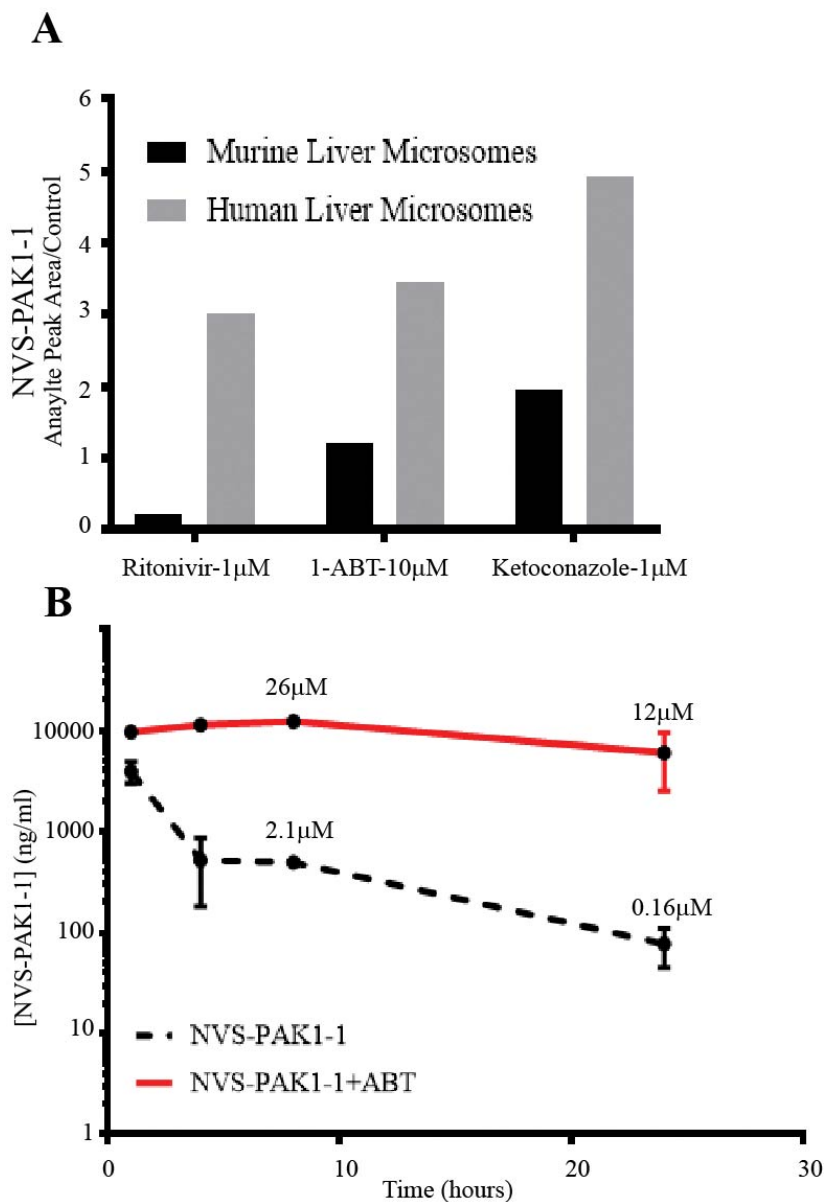 A
NVS-PAK1-1
Anaylte Peak Area/Control
6
5
4
3
2
1
0
Murine Liver Microsomes
Human Liver Microsomes
Ritonivir-1μM
1-ABT-10μM
Ketoconazole-1μM
B
[NVS-PAK1-1] (ng/ml)
10000
1000
100
10
1
26μM
12μM
2.1μM
0.16μM
NVS-PAK1-1
NVS-PAK1-1+ABT
0
10
20
30
Time (hours)